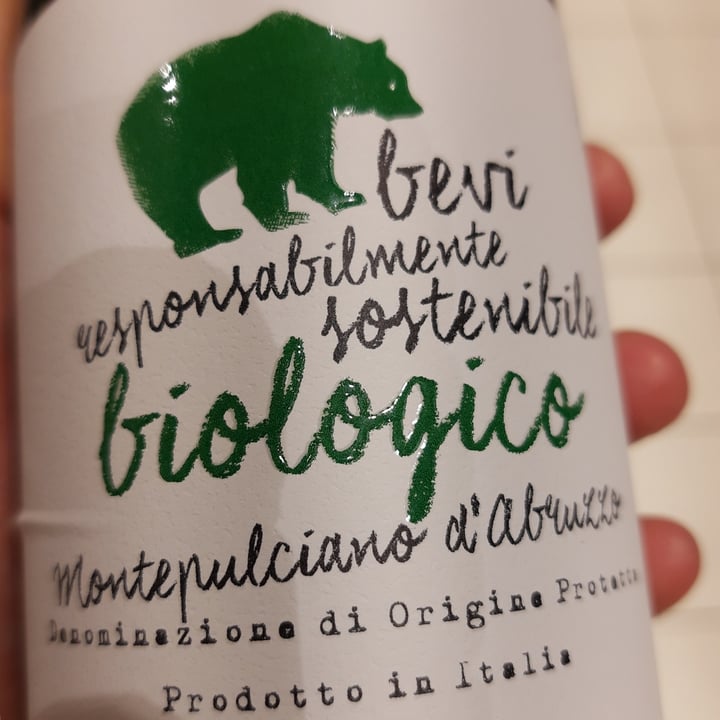 bevi
responsabilmente
sostenibile
biologico
Montepulciano d'Abruzzo
Denominazione di Origine Protetta
Prodotto in Italia